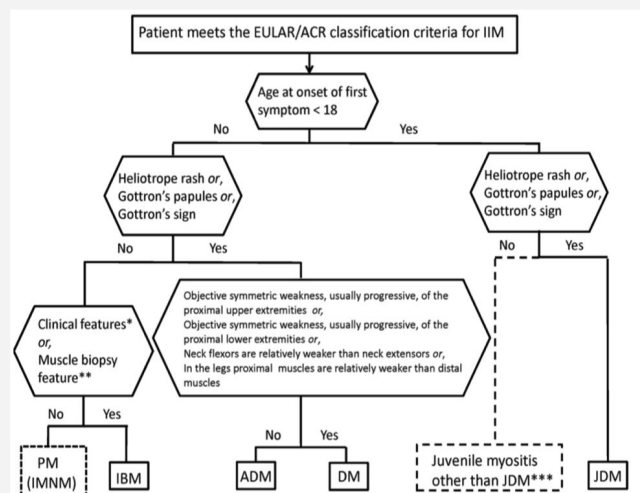 Patient meets the EULAR/ACR classification criteria for IIM
Age at onset of first
symptom < 18
No
Yes
Heliotrope rash or,
Gottron's papules or,
Gottron's sign
Heliotrope rash or,
Gottron's papules or,
Gottron's sign
No
Yes
No
Yes
Objective symmetric weakness, usually progressive, of the
proximal upper extremities or,
Objective symmetric weakness, usually progressive, of the
proximal lower extremities or,
Neck flexors are relatively weaker than neck extensors or,
In the legs proximal muscles are relatively weaker than distal
muscles
Clinical features*
or,
Muscle biopsy
feature**
No
Yes
No
Yes
PM
(IMNM)
IBM
ADM
DM
Juvenile myositis
other than JDM***
JDM